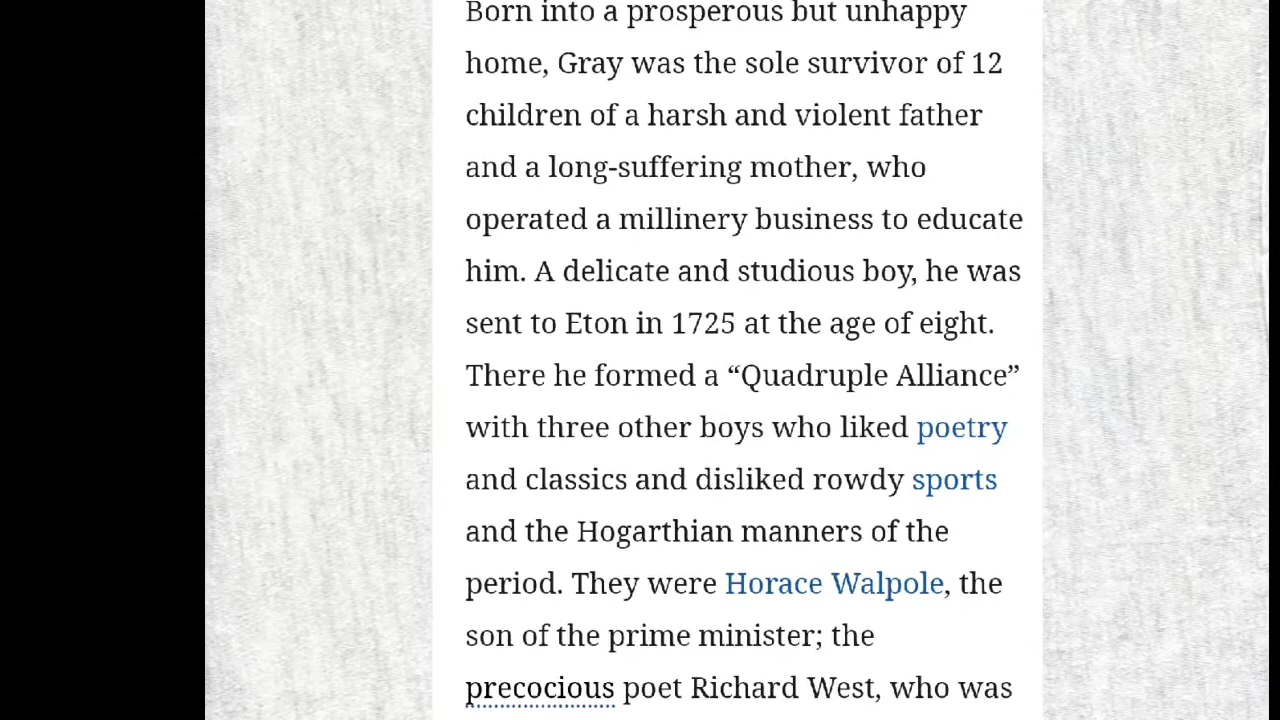 Born into a prosperous but unhappy
home, Gray was the sole survivor of 12
children of a harsh and violent father
and a long-suffering mother, who
operated a millinery business to educate
him. A delicate and studious boy, he was
sent to Eton in 1725 at the age of eight.
There he formed a “Quadruple Alliance”
with three other boys who liked poetry
and classics and disliked rowdy sports
and the Hogarthian manners of the
period. They were Horace Walpole, the
son of the prime minister; the
precocious poet Richard West, who was